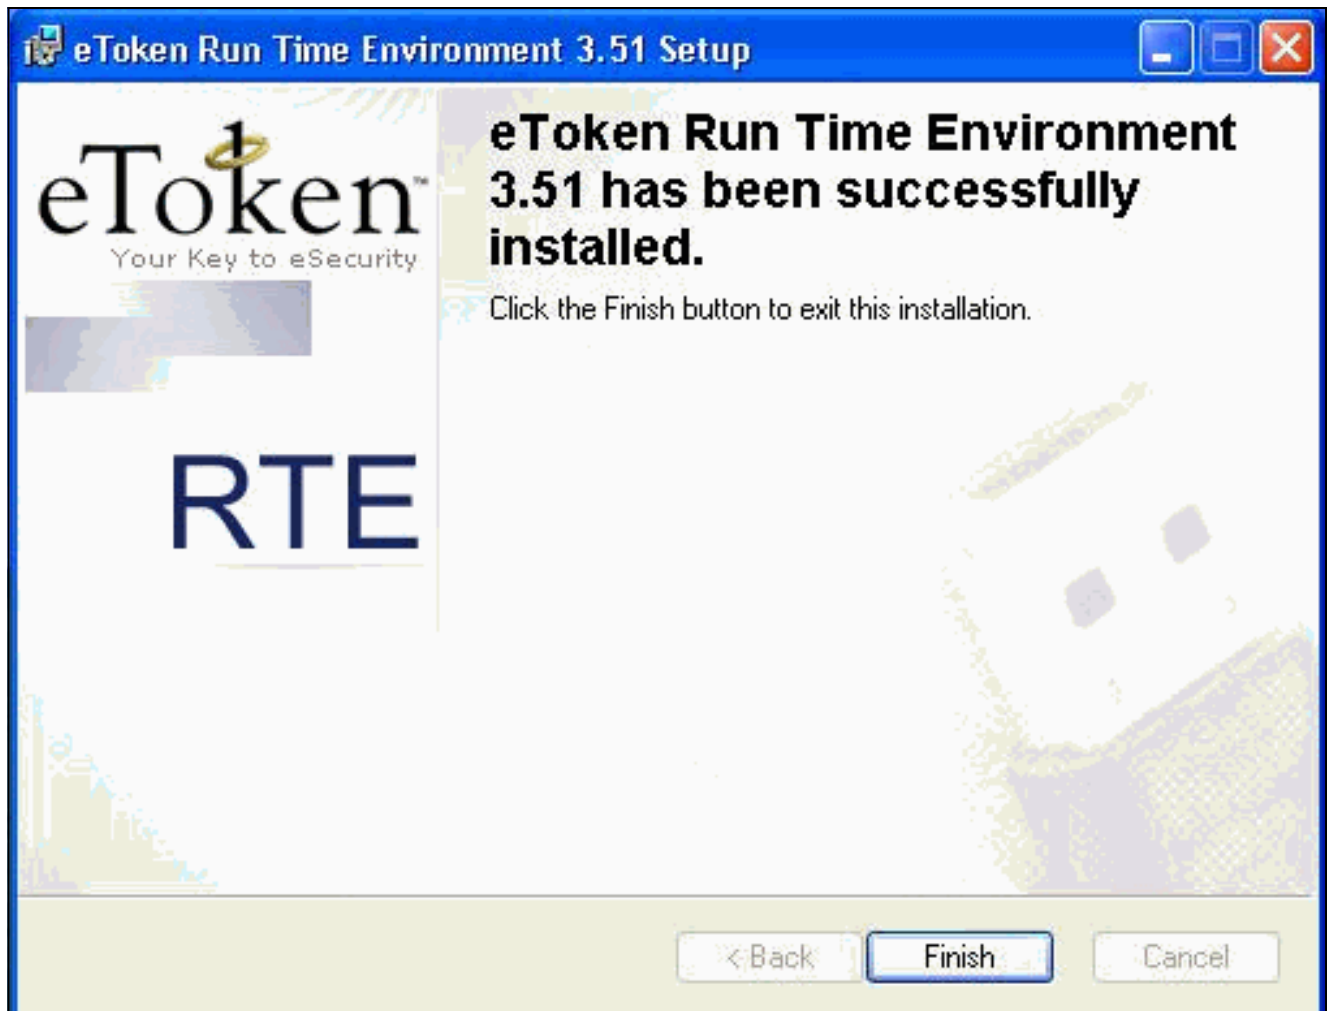 eToken Run Time Environment 3.51 Setup
eToken™
Your Key to eSecurity
RTE
eToken Run Time Environment
3.51 has been successfully
installed.
Click the Finish button to exit this installation.
< Back
Finish
Cancel